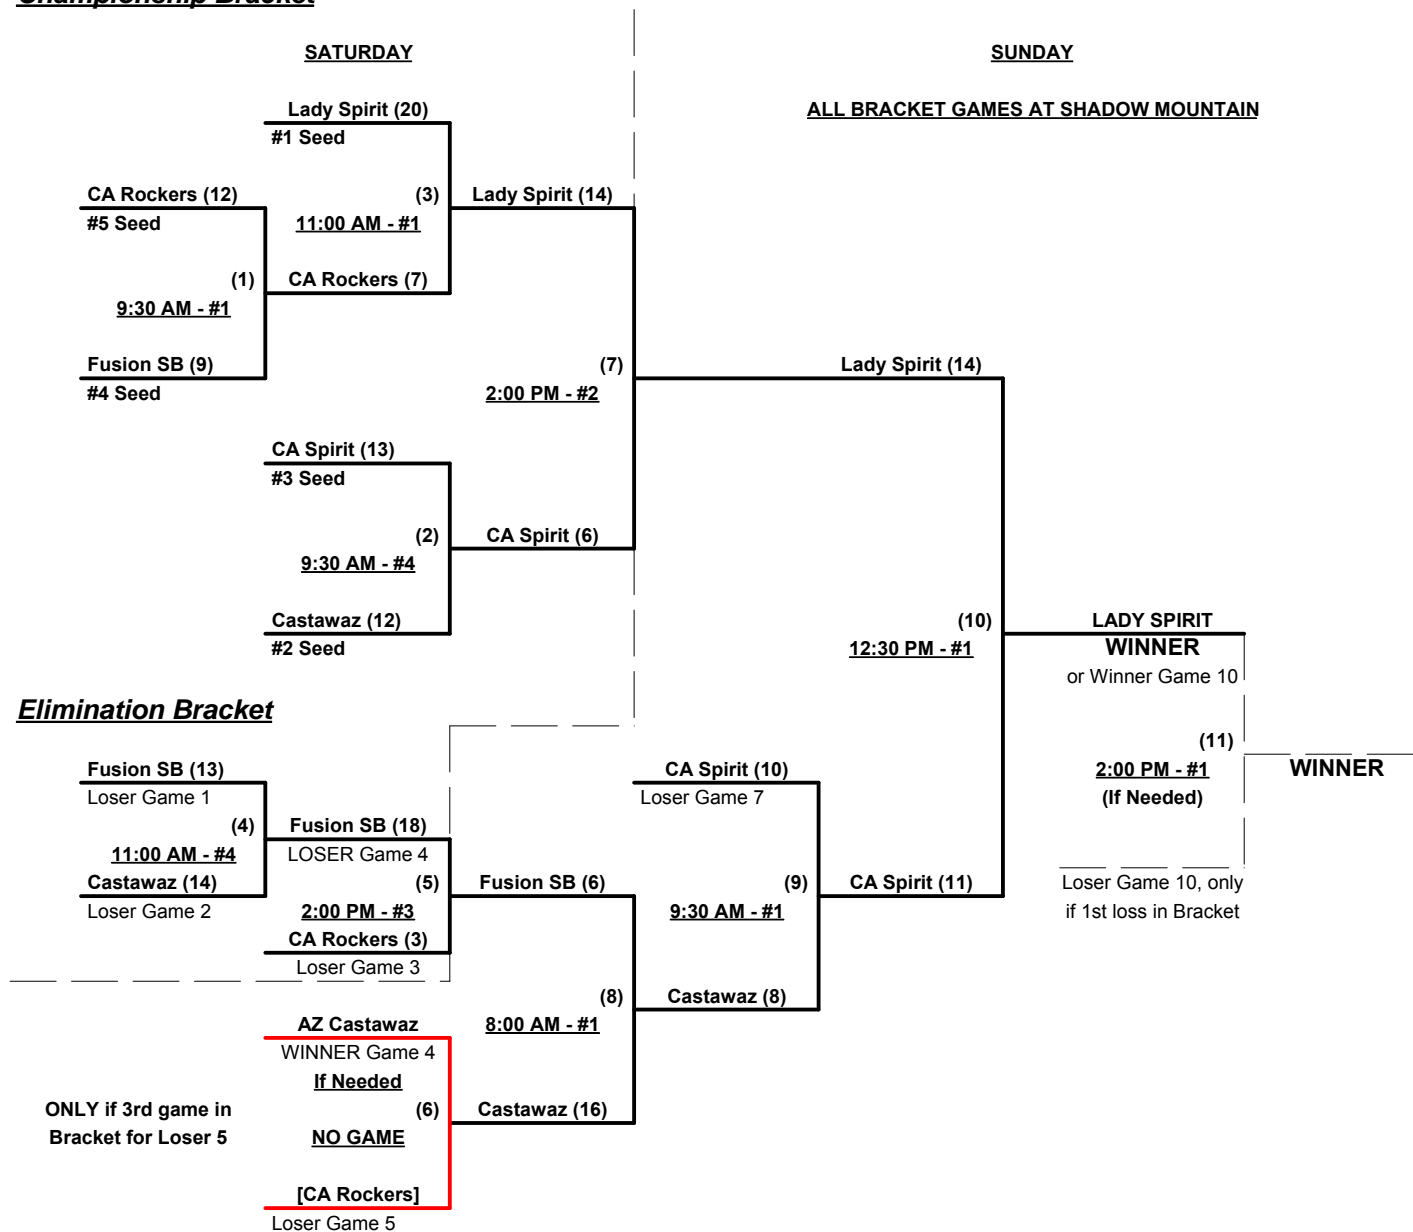 Championship Bracket
SATURDAY
SUNDAY
Lady Spirit (20)
ALL BRACKET GAMES AT SHADOW MOUNTAIN
#1 Seed
CA Rockers (12)
(3)
Lady Spirit (14)
#5 Seed
11:00 AM - #1
(1)
CA Rockers (7)
9:30 AM - #1
Fusion SB (9)
(7)
Lady Spirit (14)
#4 Seed
2:00 PM - #2
CA Spirit (13)
#3 Seed
(2)
CA Spirit (6)
9:30 AM - #4
Castawaz (12)
(10)
LADY SPIRIT
#2 Seed
12:30 PM - #1
WINNER
or Winner Game 10
Elimination Bracket
(11)
Fusion SB (13)
CA Spirit (10)
2:00 PM - #1
WINNER
Loser Game 1
Loser Game 7
(If Needed)
(4)
Fusion SB (18)
11:00 AM - #4
LOSER Game 4
Castawaz (14)
(5)
Fusion SB (6)
(9)
CA Spirit (11)
Loser Game 10, only
Loser Game 2
2:00 PM - #3
9:30 AM - #1
if 1st loss in Bracket
CA Rockers (3)
Loser Game 3
(8)
Castawaz (8)
AZ Castawaz
8:00 AM - #1
WINNER Game 4
If Needed
ONLY if 3rd game in
(6)
Castawaz (16)
Bracket for Loser 5
NO GAME
[CA Rockers]
Loser Game 5